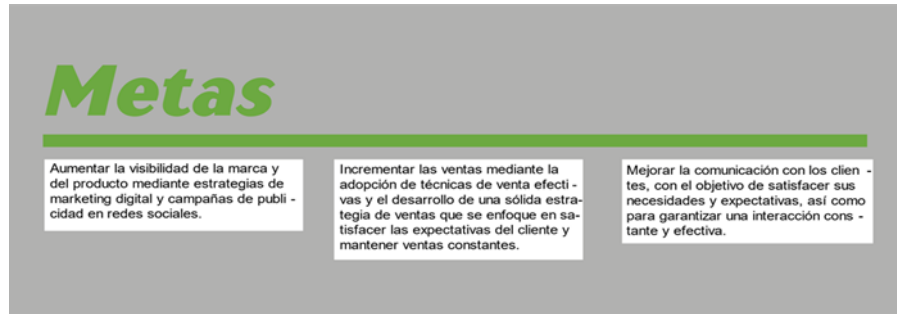 Metas
Aumentar la visibilidad de la marca y
del producto mediante estrategias de
marketing digital y campañas de publi -
cidad en redes sociales.
Incrementar las ventas mediante la
adopción de técnicas de venta efecti -
vas y el desarrollo de una sólida estra-
tegia de ventas que se enfoque en sa-
tisfacer las expectativas del cliente y
mantener ventas constantes.
Mejorar la comunicación con los clien -
tes, con el objetivo de satisfacer sus
necesidades y expectativas, así como
para garantizar una interacción cons -
tante y efectiva.